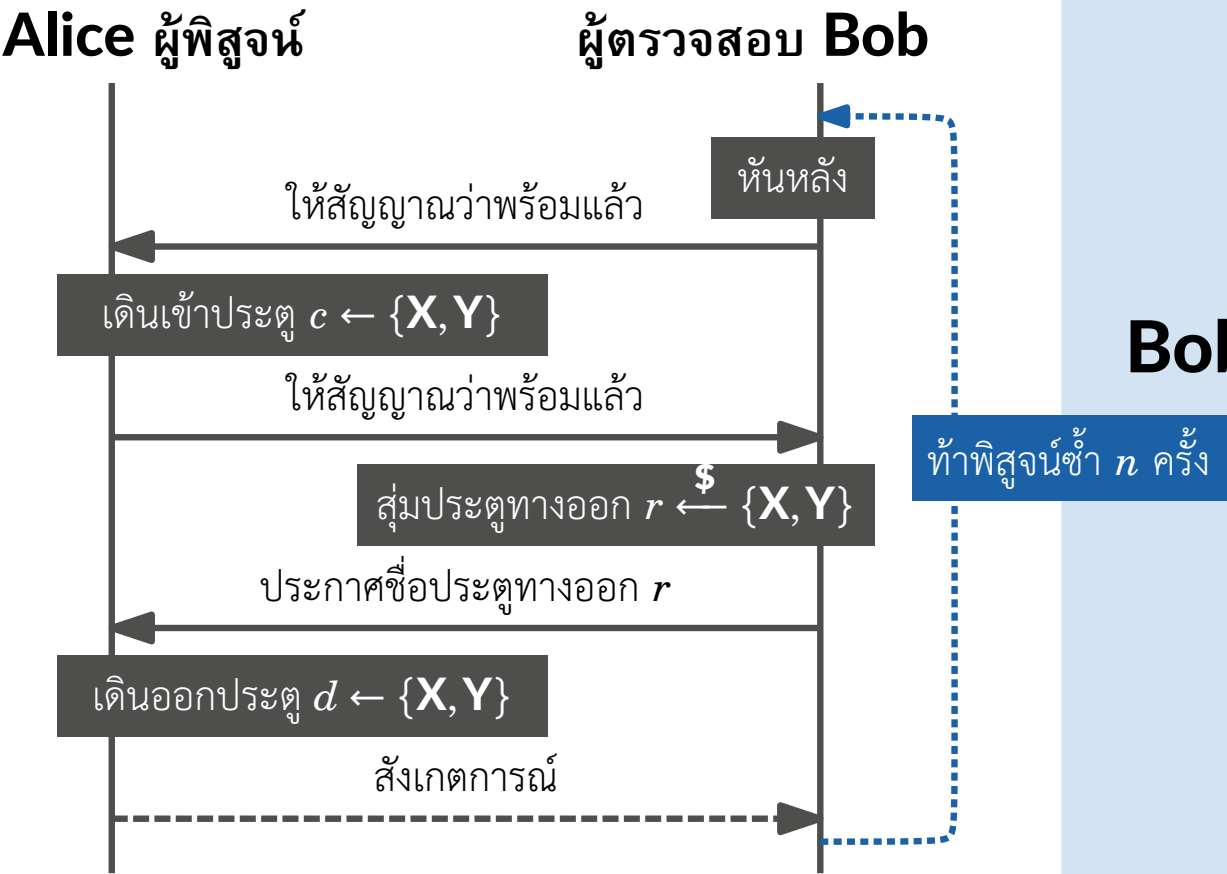 Alice ผู้พิสูจน์
ผู้ตรวจสอบ Bob
หันหลัง
ให้สัญญาณว่าพร้อมแล้ว
เดินเข้าประตู c ← {X, Y}
ให้สัญญาณว่าพร้อมแล้ว
Bob
ท้าพิสูจน์ซ้ำ n ครั้ง
สุ่มประตูทางออก r ←$ {X, Y}
ประกาศชื่อประตูทางออก r
เดินออกประตู d ← {X, Y}
สังเกตการณ์